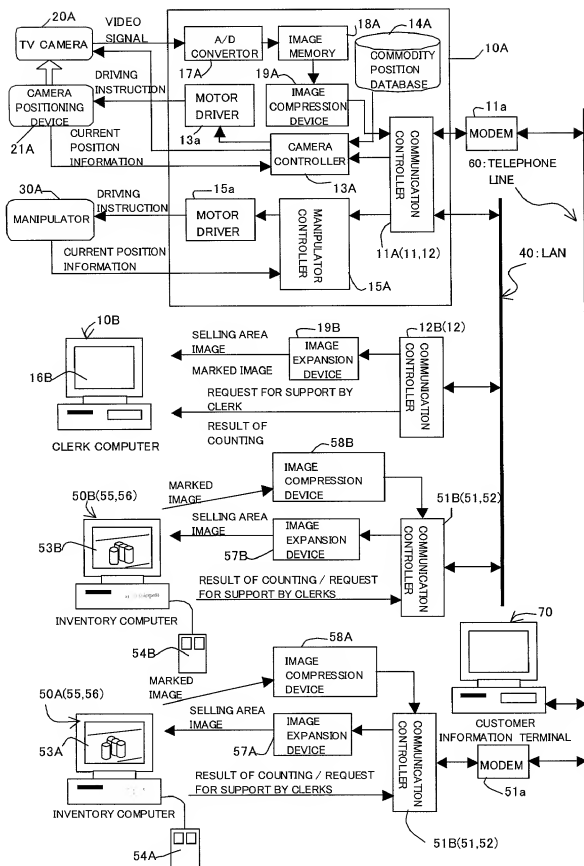 20A
TV CAMERA
VIDEO
SIGNAL
A/D
CONVERTOR
17A
IMAGE
MEMORY
18A
14A
COMMODITY
POSITION
DATABASE
10A
19A
IMAGE
COMPRESSION
DEVICE
DRIVING
INSTRUCTION
MOTOR
DRIVER
13a
CAMERA
POSITIONING
DEVICE
21A
CURRENT
POSITION
INFORMATION
CAMERA
CONTROLLER
13A
COMMUNICATION
CONTROLLER
11A(11,12)
11a
MODEM
60:TELEPHONE
LINE
30A
MANIPULATOR
DRIVING
INSTRUCTION
15a
MOTOR
DRIVER
MANIPULATOR
CONTROLLER
15A
CURRENT POSITION
INFORMATION
40:LAN
10B
16B
CLERK COMPUTER
SELLING AREA
IMAGE
MARKED IMAGE
19B
IMAGE
EXPANSION
DEVICE
12B(12)
COMMUNICATION
CONTROLLER
REQUEST FOR SUPPORT BY
CLERK
RESULT OF
COUNTING
58B
IMAGE
COMPRESSION
DEVICE
MARKED
IMAGE
50B(55,56)
53B
SELLING AREA
IMAGE
IMAGE
EXPANSION
DEVICE
57B
51B(51,52)
COMMUNICATION
CONTROLLER
RESULT OF COUNTING / REQUEST
FOR SUPPORT BY CLERKS
INVENTORY COMPUTER
54B
70
CUSTOMER
INFORMATION TERMINAL
58A
IMAGE
COMPRESSION
DEVICE
MARKED
IMAGE
50A(55,56)
53A
SELLING AREA
IMAGE
IMAGE
EXPANSION
DEVICE
57A
COMMUNICATION
CONTROLLER
51B(51,52)
MODEM
51a
RESULT OF COUNTING / REQUEST
FOR SUPPORT BY CLERKS
INVENTORY COMPUTER
54A